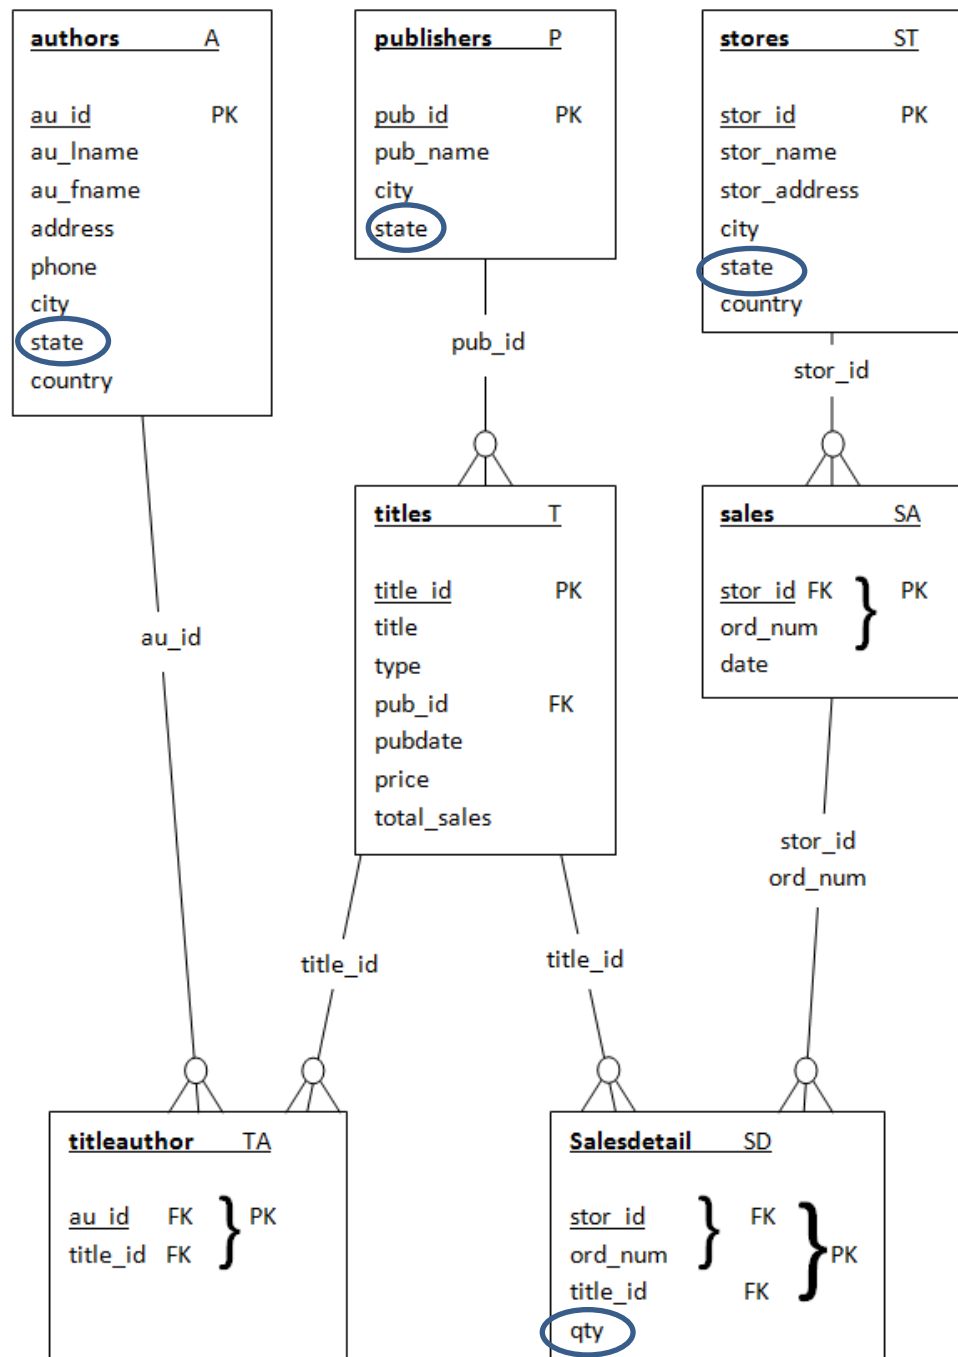 authors A
au_id PK
au_lname
au_fname
address
phone
city
state
country
publishers P
pub_id PK
pub_name
city
state
stores ST
stor_id PK
stor_name
stor_address
city
state
country
pub_id
stor_id
titles T
title_id PK
title
type
pub_id FK
pubdate
price
total_sales
sales SA
stor_id FK } PK
ord_num
date
au_id
stor_id
ord_num
title_id
title_id
titleauthor TA
au_id FK } PK
title_id FK
Salesdetail SD
stor_id } FK
ord_num } PK
title_id FK
qty